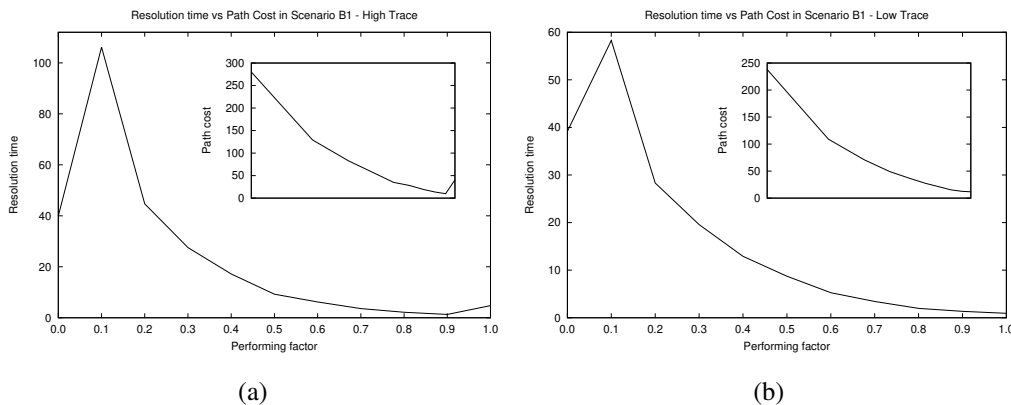 Resolution time vs Path Cost in Scenario B1 - High Trace
Resolution time
100
80
60
40
20
0
Path cost
300
250
200
150
100
50
0
0.0 0.1 0.2 0.3 0.4 0.5 0.6 0.7 0.8 0.9 1.0
Performing factor
(a)
Resolution time vs Path Cost in Scenario B1 - Low Trace
Resolution time
60
50
40
30
20
10
0
Path cost
250
200
150
100
50
0
0.0 0.1 0.2 0.3 0.4 0.5 0.6 0.7 0.8 0.9 1.0
Performing factor
(b)